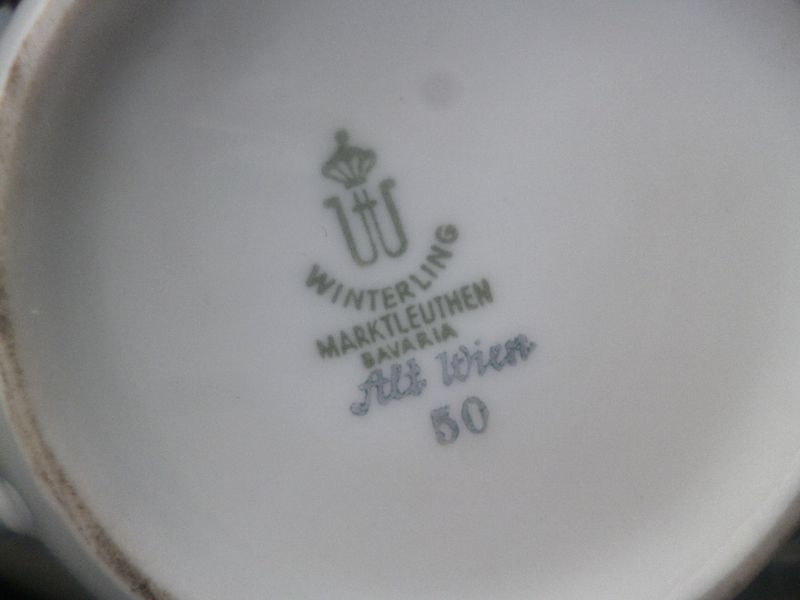 W
WINTERLING
MARKTLEUTHEN
BAVARIA
Alt Wien
50